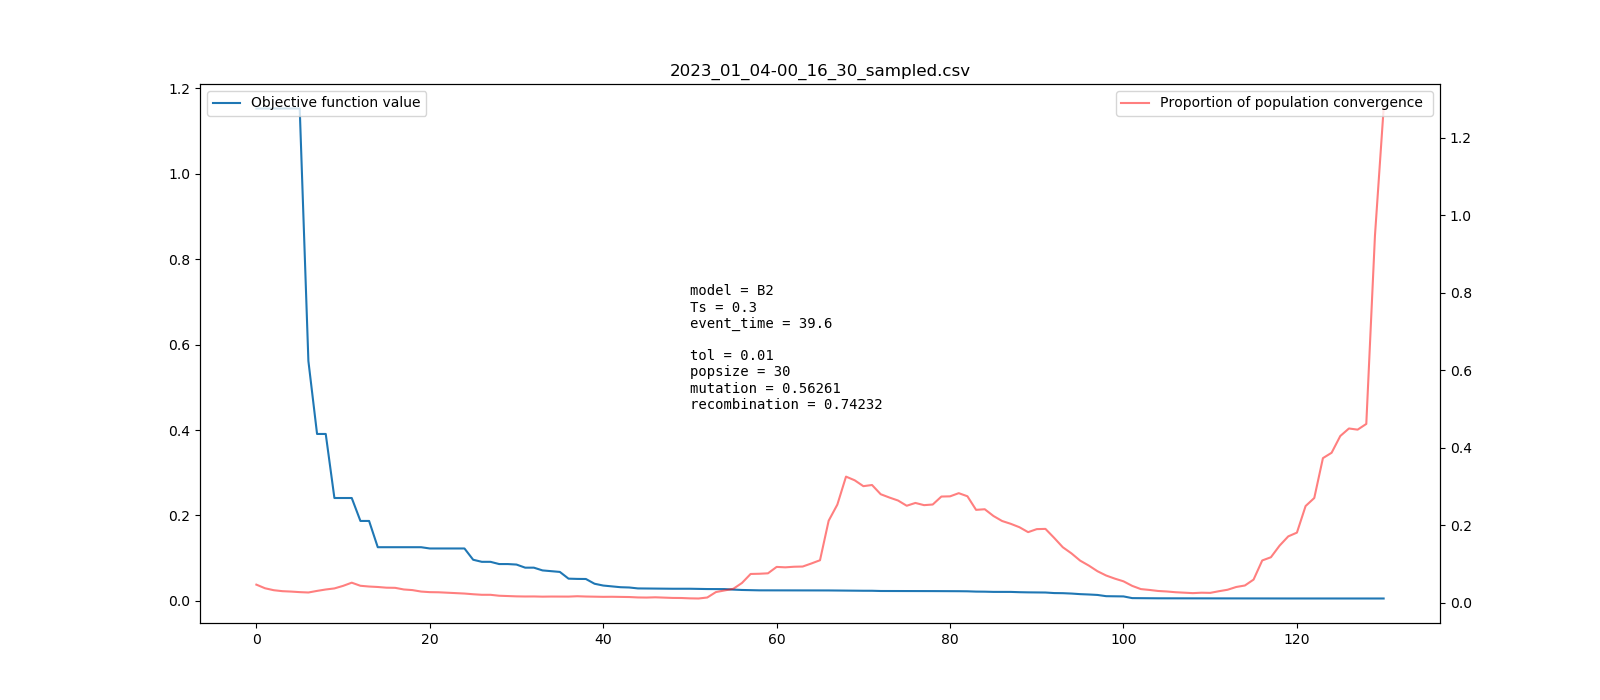 2023_01_04-00_16_30_sampled.csv
Objective function value
Proportion of population convergence
1.2
1.0
0.8
0.6
0.4
0.2
0.0
model = B2
Ts = 0.3
event_time = 39.6
tol = 0.01
popsize = 30
mutation = 0.56261
recombination = 0.74232
1.2
1.0
0.8
0.6
0.4
0.2
0.0
0 20 40 60 80 100 120